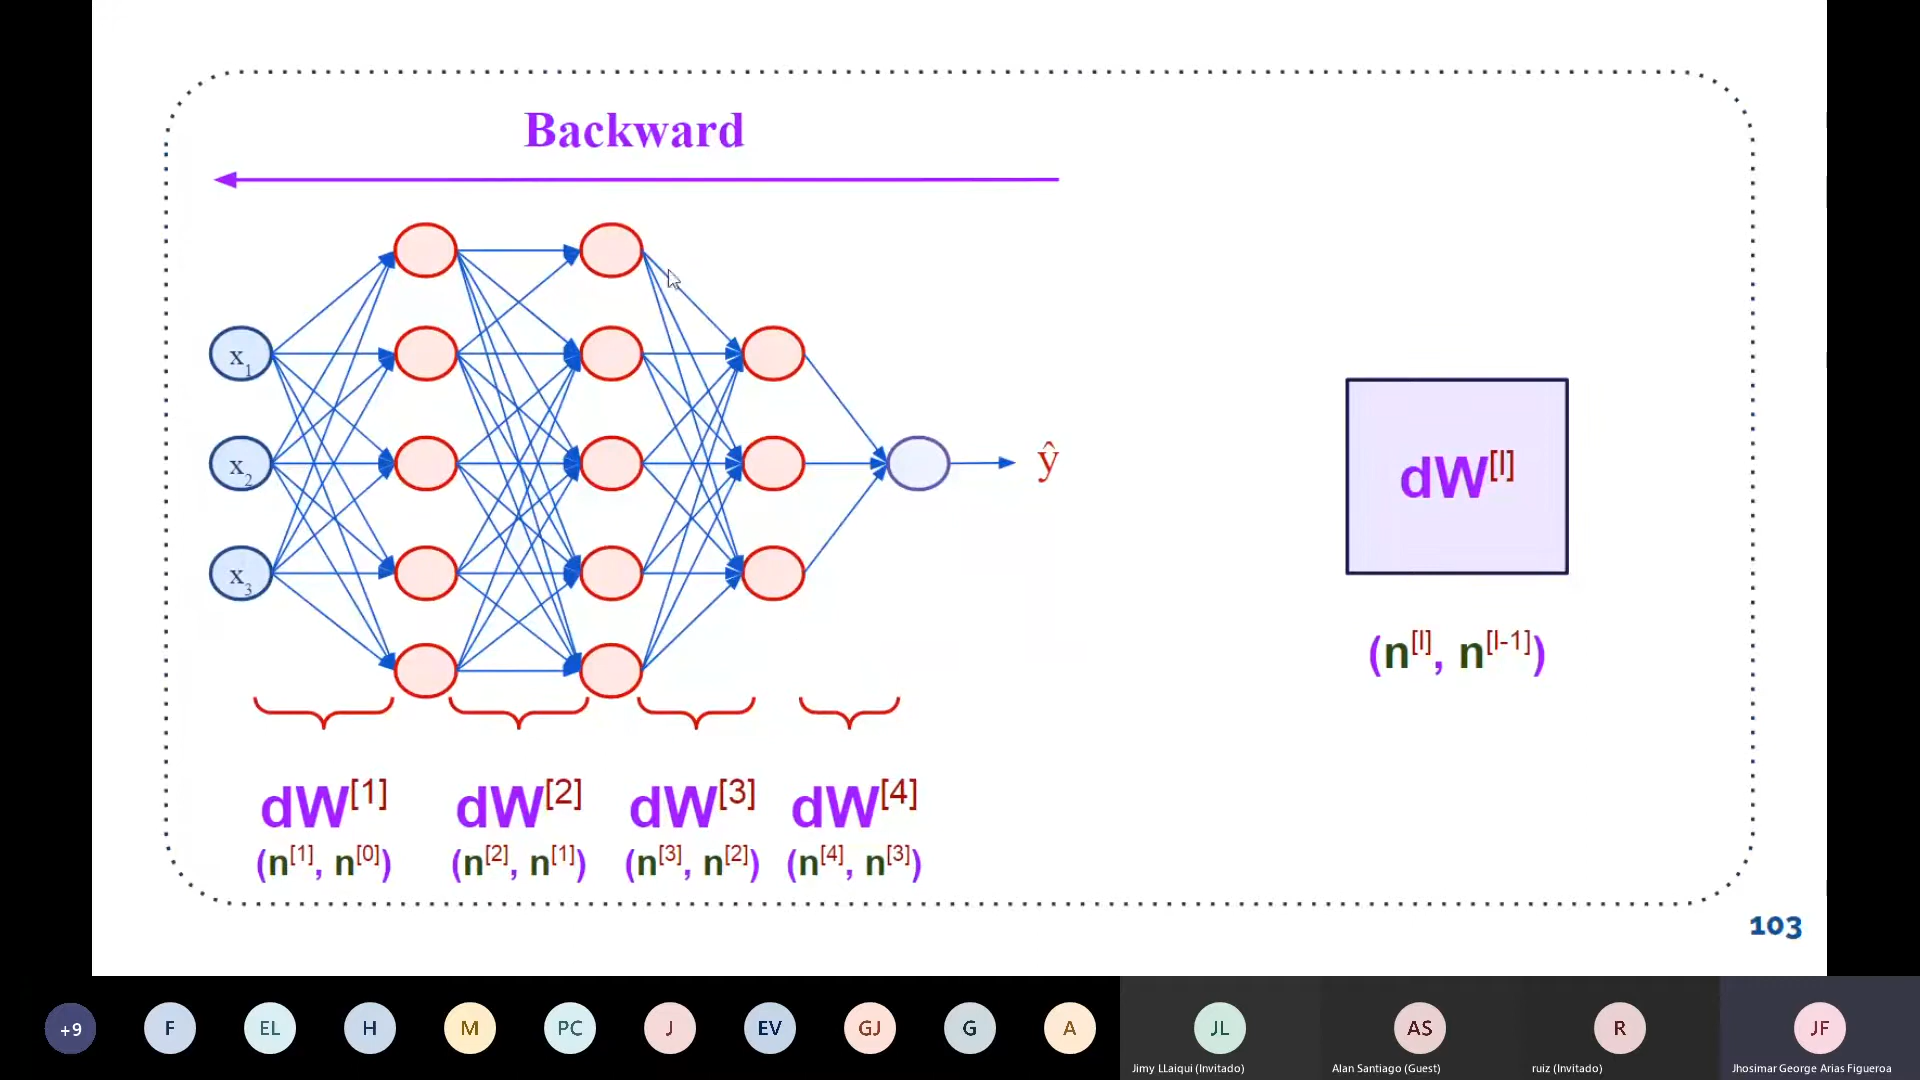 Backward
x1
x2
x3
ŷ
dW[l]
(n[l], n[l-1])
dW[1] dW[2] dW[3] dW[4]
(n[1], n[0]) (n[2], n[1]) (n[3], n[2]) (n[4], n[3])
103
+9 F EL H M PC J EV GJ G A JL AS R JF
Jimy LLaiqui (Invitado) Alan Santiago (Guest) ruiz (Invitado) Jhosimar George Arias Figueroa